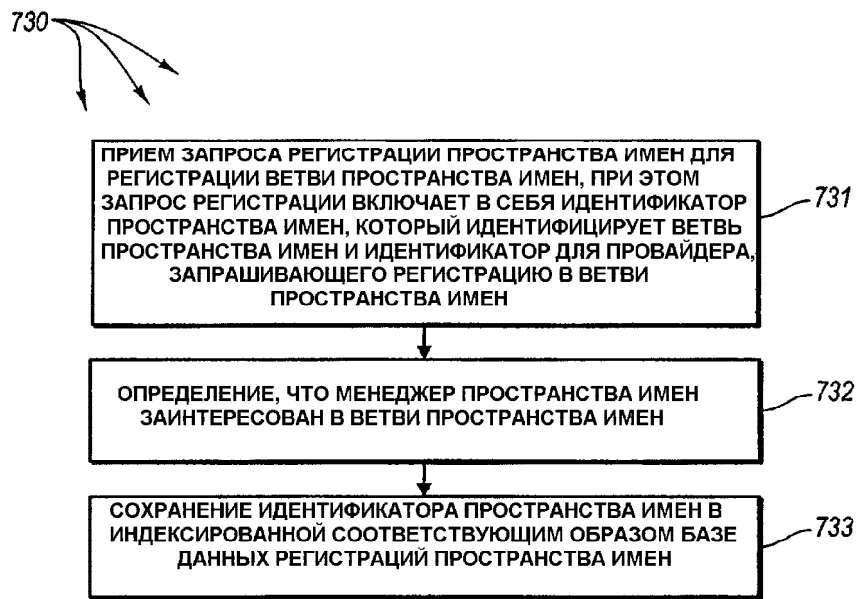 730
ПРИЕМ ЗАПРОСА РЕГИСТРАЦИИ ПРОСТРАНСТВА ИМЕН ДЛЯ
РЕГИСТРАЦИИ ВЕТВИ ПРОСТРАНСТВА ИМЕН, ПРИ ЭТОМ
ЗАПРОС РЕГИСТРАЦИИ ВКЛЮЧАЕТ В СЕБЯ ИДЕНТИФИКАТОР
ПРОСТРАНСТВА ИМЕН, КОТОРЫЙ ИДЕНТИФИЦИРУЕТ ВЕТВЬ
ПРОСТРАНСТВА ИМЕН И ИДЕНТИФИКАТОР ДЛЯ ПРОВАЙДЕРА,
ЗАПРАШИВАЮЩЕГО РЕГИСТРАЦИЮ В ВЕТВИ
ПРОСТРАНСТВА ИМЕН
731
ОПРЕДЕЛЕНИЕ, ЧТО МЕНЕДЖЕР ПРОСТРАНСТВА ИМЕН
ЗАИНТЕРЕСОВАН В ВЕТВИ ПРОСТРАНСТВА ИМЕН
732
СОХРАНЕНИЕ ИДЕНТИФИКАТОРА ПРОСТРАНСТВА ИМЕН В
ИНДЕКСИРОВАННОЙ СООТВЕТСТВУЮЩИМ ОБРАЗОМ БАЗЕ
ДАННЫХ РЕГИСТРАЦИЙ ПРОСТРАНСТВА ИМЕН
733